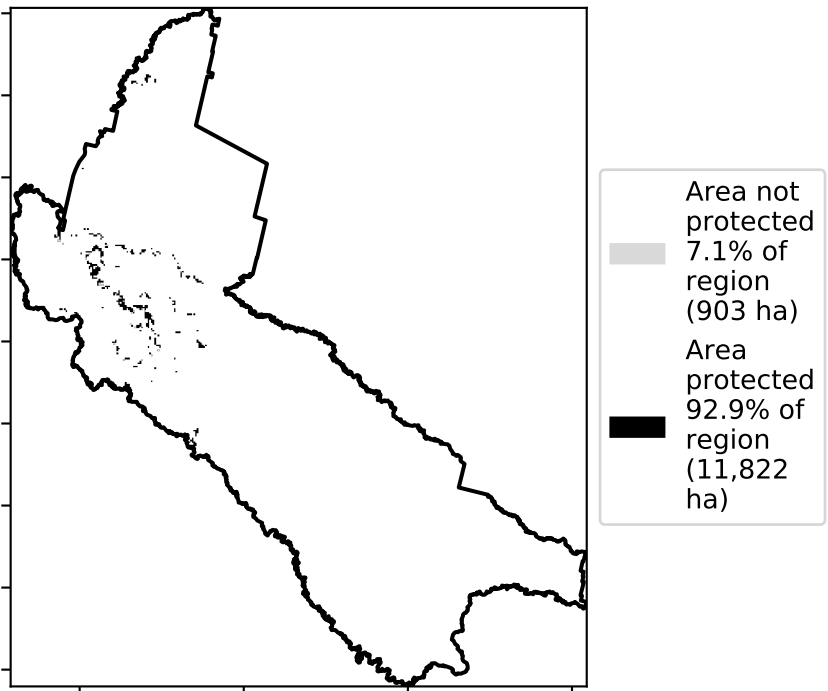 Area not
protected
7.1% of
region
(903 ha)
Area
protected
92.9% of
region
(11,822
ha)